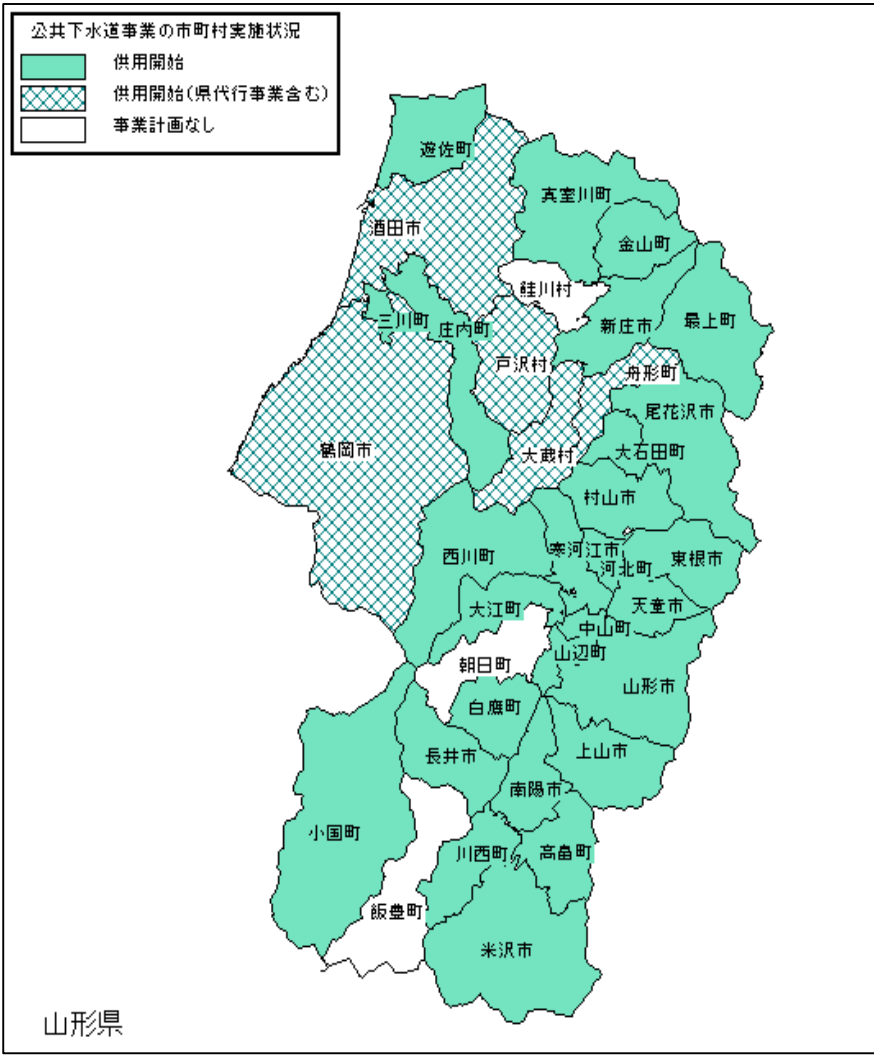 公共下水道事業の市町村実施状況
供用開始
供用開始(県代行事業含む)
事業計画なし
遊佐町
真室川町
酒田市
金山町
鮭川村
三川町
庄内町
新庄市
最上町
戸沢村
舟形町
尾花沢市
鶴岡市
大蔵村
大石田町
村山市
西川町
寒河江市
河北町
東根市
大江町
天童市
中山町
朝日町
山辺町
山形市
白鷹町
長井市
上山市
南陽市
小国町
川西町
高畠町
飯豊町
米沢市
山形県